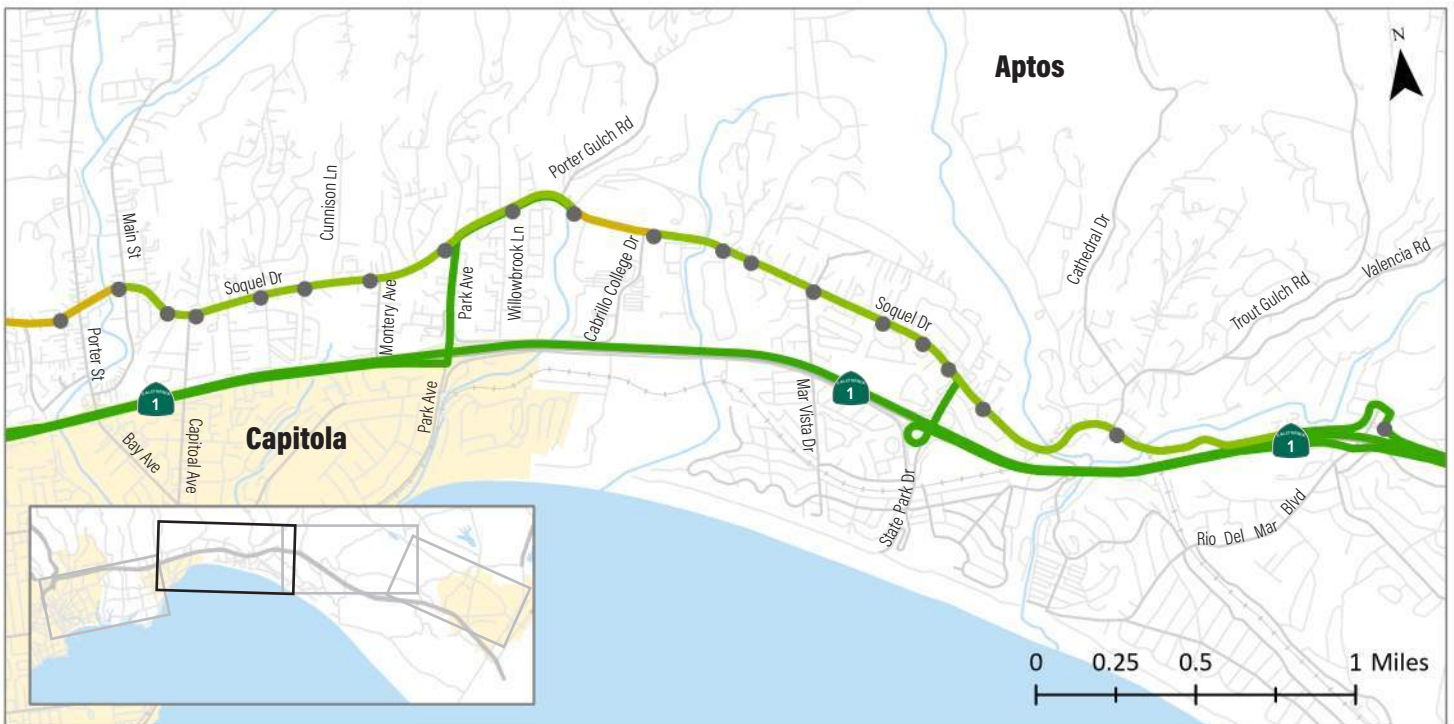 Aptos
N
Porter Gulch Rd
Main St
Cunnison Ln
Soquel Dr
Montery Ave
Park Ave
Willowbrook Ln
Cabrillo College Dr
Soquel Dr
Cathedral Dr
Trout Gulch Rd
Valencia Rd
Porter St
1
Bay Ave
Capitoal Ave
Capitola
Park Ave
Mar Vista Dr
1
State Park Dr
1
Rio Del Mar Blvd
0 0.25 0.5 1 Miles